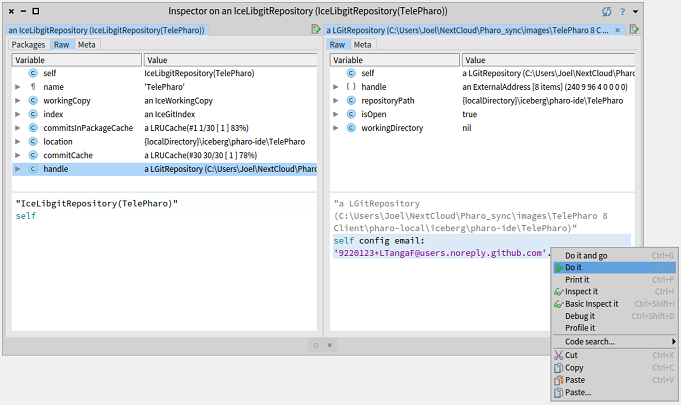 Inspector on an IceLibgitRepository (IceLibgitRepository(TelePharo))
an IceLibgitRepository (IceLibgitRepository(TelePharo))
Packages Raw Meta
Variable Value
self IceLibgitRepository(TelePharo)
name 'TelePharo'
workingCopy an IceWorkingCopy
index an IceGitIndex
commitsInPackageCache a LRUCache(#1 1/30 [ 1 ] 83%)
location {localDirectory}\iceberg\pharo-ide\TelePharo
commitCache a LRUCache(#30 30/30 [ 1 ] 78%)
handle a LGitRepository (C:\Users\Joel\NextCloud\Pharo
"IceLibgitRepository(TelePharo)"
self
a LGitRepository (C:\Users\Joel\NextCloud\Pharo_sync\images\TelePharo 8 C...
Raw Meta
Variable Value
self a LGitRepository (C:\Users\Joel\NextCloud\Pharo
handle an ExternalAddress [8 items] (240 9 96 4 0 0 0 0)
repositoryPath {localDirectory}\iceberg\pharo-ide\TelePharo
isOpen true
workingDirectory nil
"a LGitRepository
(C:\Users\Joel\NextCloud\Pharo_sync\images\TelePharo 8
Client\pharo-local\iceberg\pharo-ide\TelePharo)"
self config email:
'9220123+LTangaF@users.noreply.github.com'.
Do it and go Ctrl+G
Do it
Print it Ctrl+P
Inspect it Ctrl+I
Basic Inspect it Ctrl+Shift+I
Debug it Ctrl+Shift+D
Profile it
Code search...
Cut Ctrl+X
Copy Ctrl+C
Paste Ctrl+V
Paste...